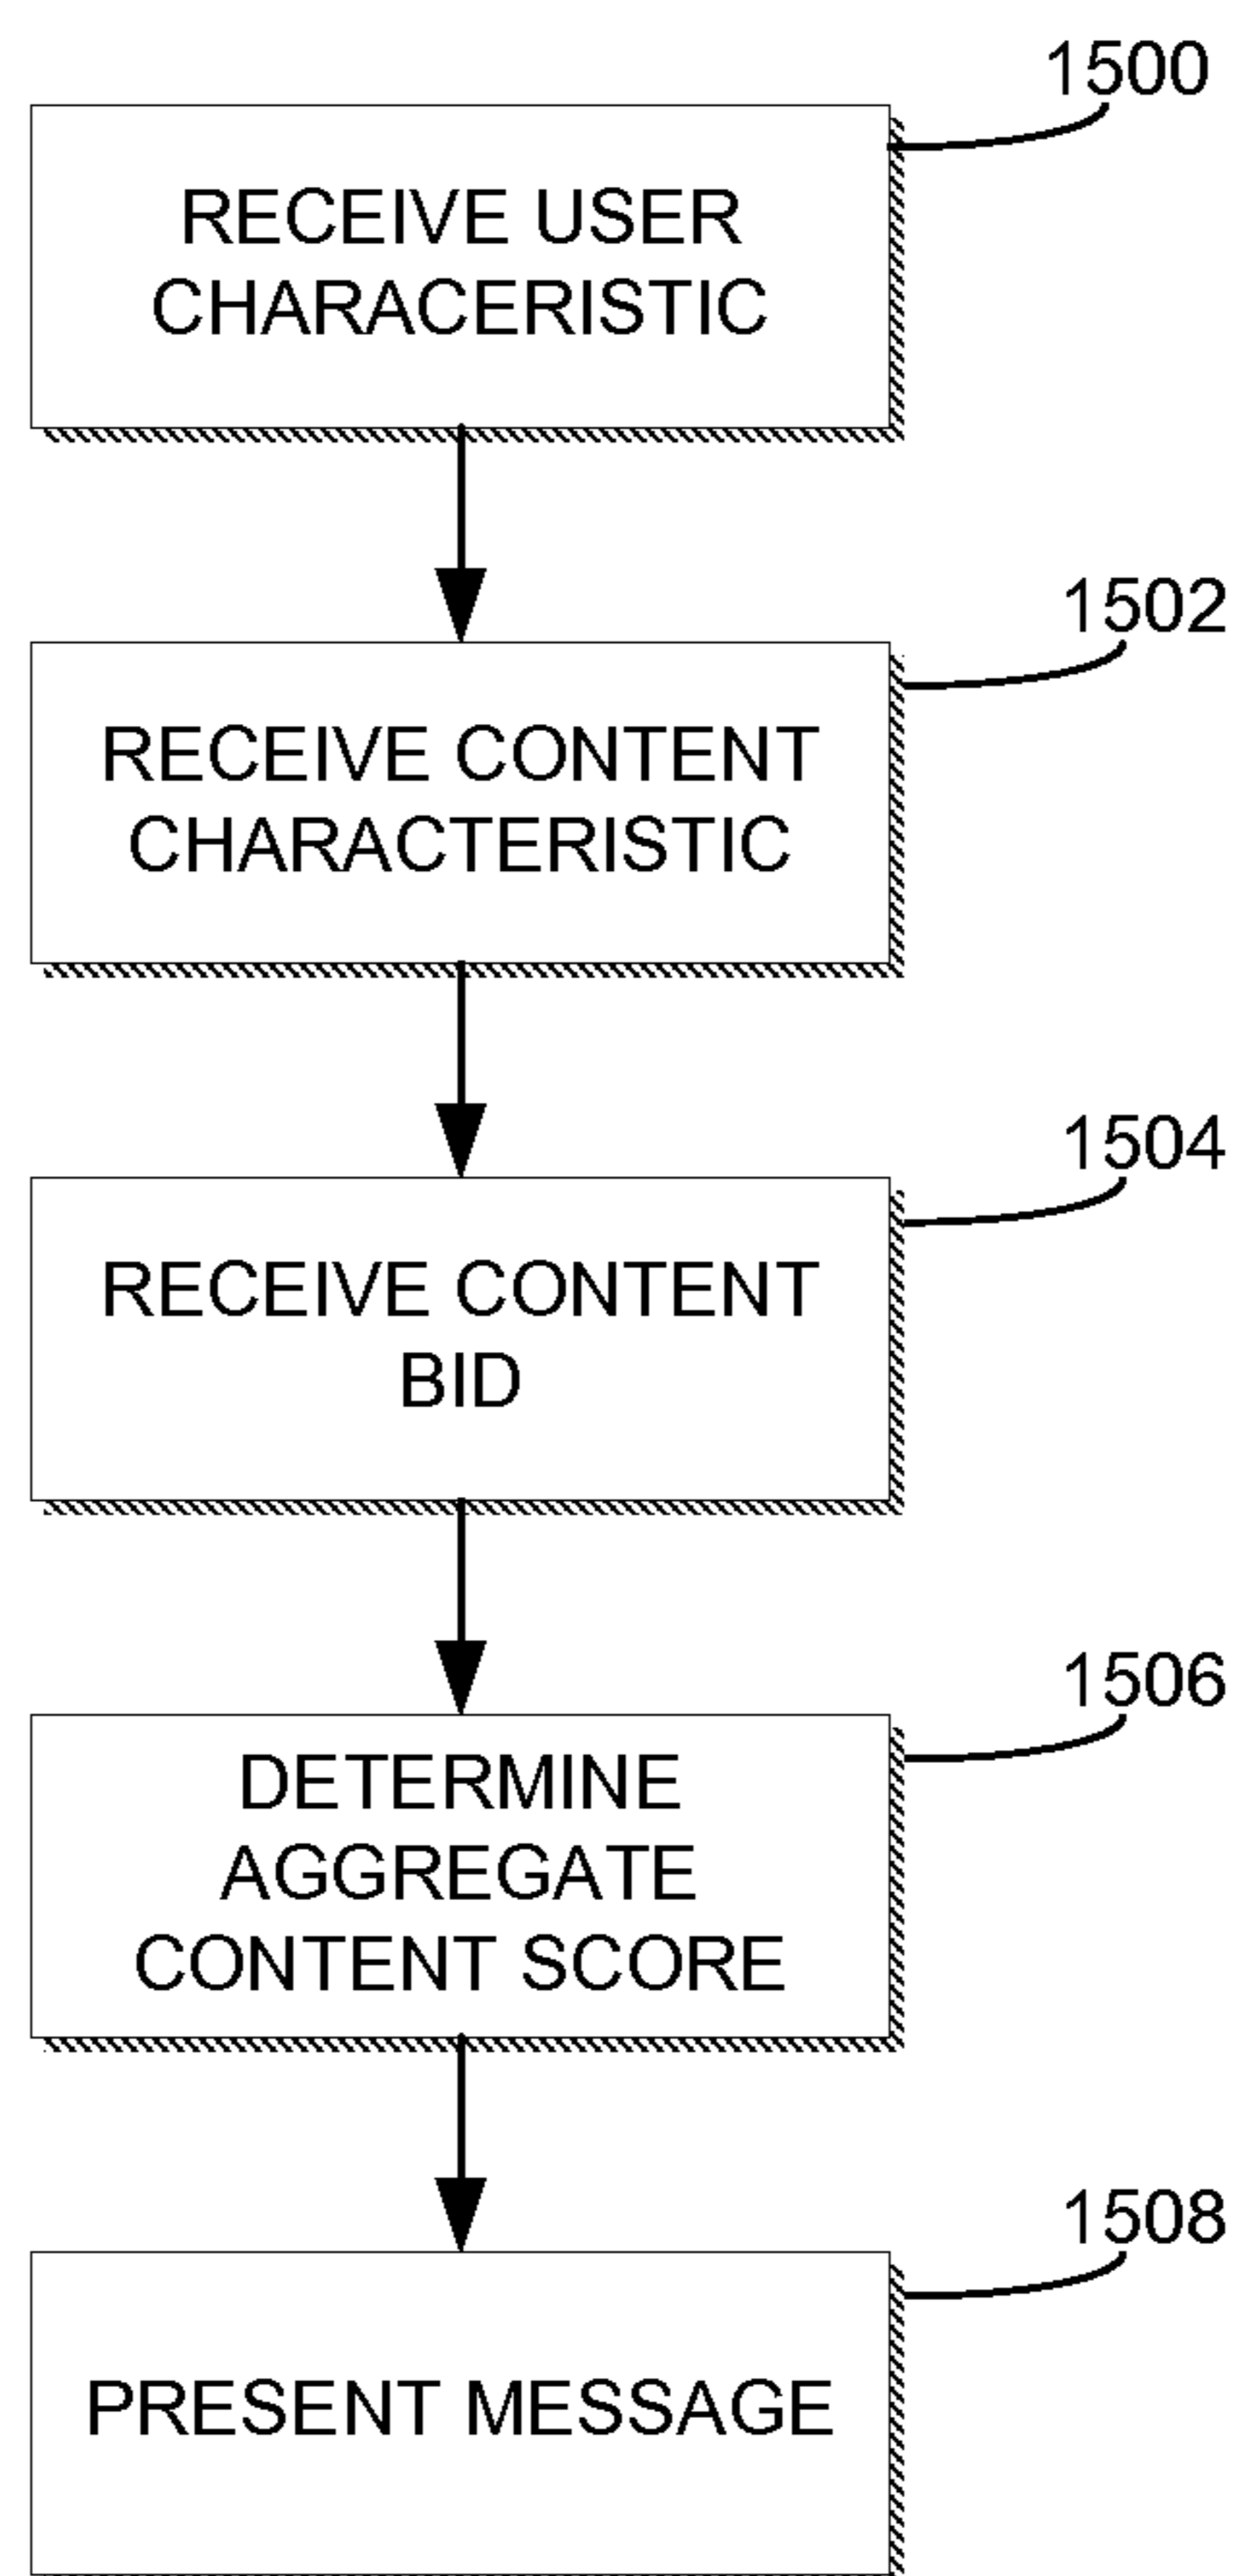 1500
RECEIVE USER
CHARACERISTIC
1502
RECEIVE CONTENT
CHARACTERISTIC
1504
RECEIVE CONTENT
BID
1506
DETERMINE
AGGREGATE
CONTENT SCORE
1508
PRESENT MESSAGE